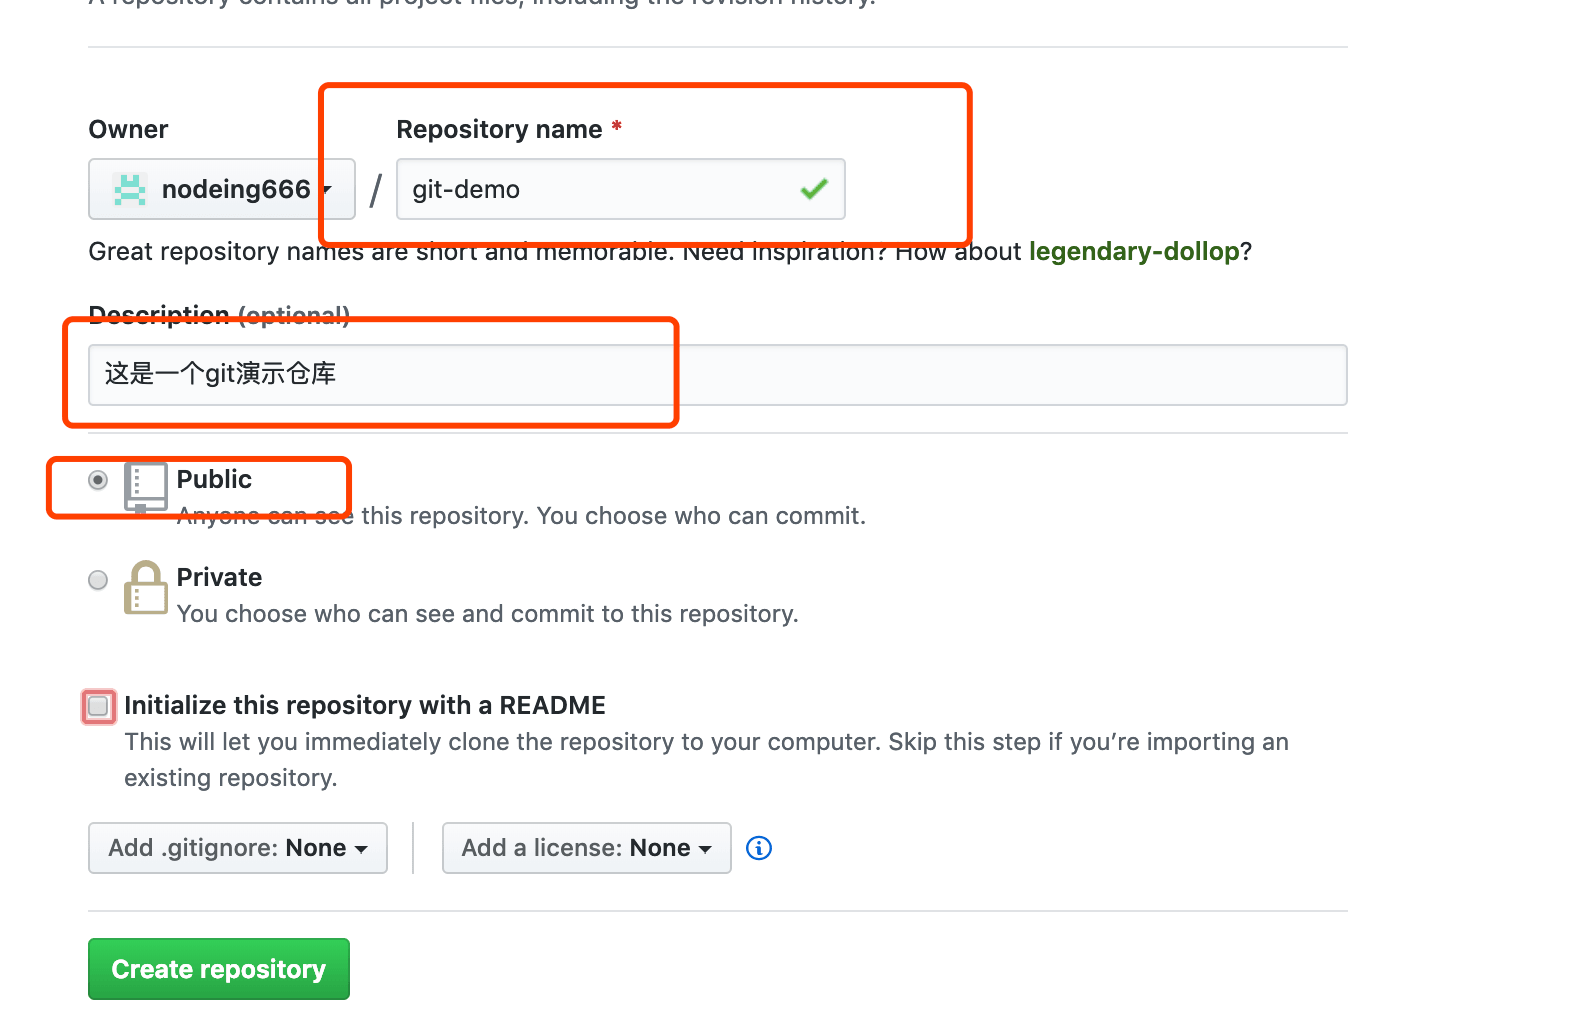 A repository contains all project files, including the revision history.
Owner
Repository name *
nodeing666 / git-demo
Great repository names are short and memorable. Need inspiration? How about legendary-dollop?
Description (optional)
这是一个git演示仓库
Public
Anyone can see this repository. You choose who can commit.
Private
You choose who can see and commit to this repository.
Initialize this repository with a README
This will let you immediately clone the repository to your computer. Skip this step if you’re importing an
existing repository.
Add .gitignore: None
Add a license: None
Create repository